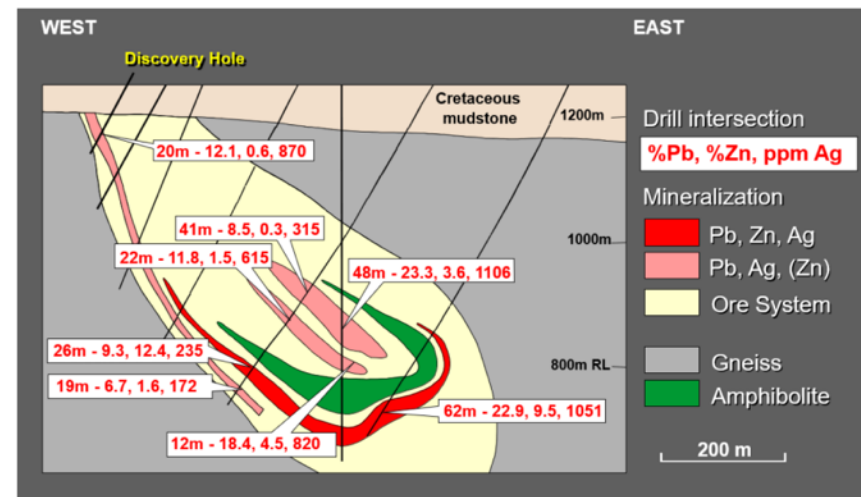 WEST
EAST
Discovery Hole
Cretaceous
mudstone
1200m
Drill intersection
%Pb, %Zn, ppm Ag
20m - 12.1, 0.6, 870
Mineralization
41m - 8.5, 0.3, 315
Pb, Zn, Ag
1000m
22m - 11.8, 1.5, 615
48m - 23.3, 3.6, 1106
Pb, Ag, (Zn)
Ore System
26m - 9.3, 12.4, 235
800m RL
Gneiss
19m - 6.7, 1.6, 172
Amphibolite
62m - 22.9, 9.5, 1051
12m - 18.4, 4.5, 820
200 m